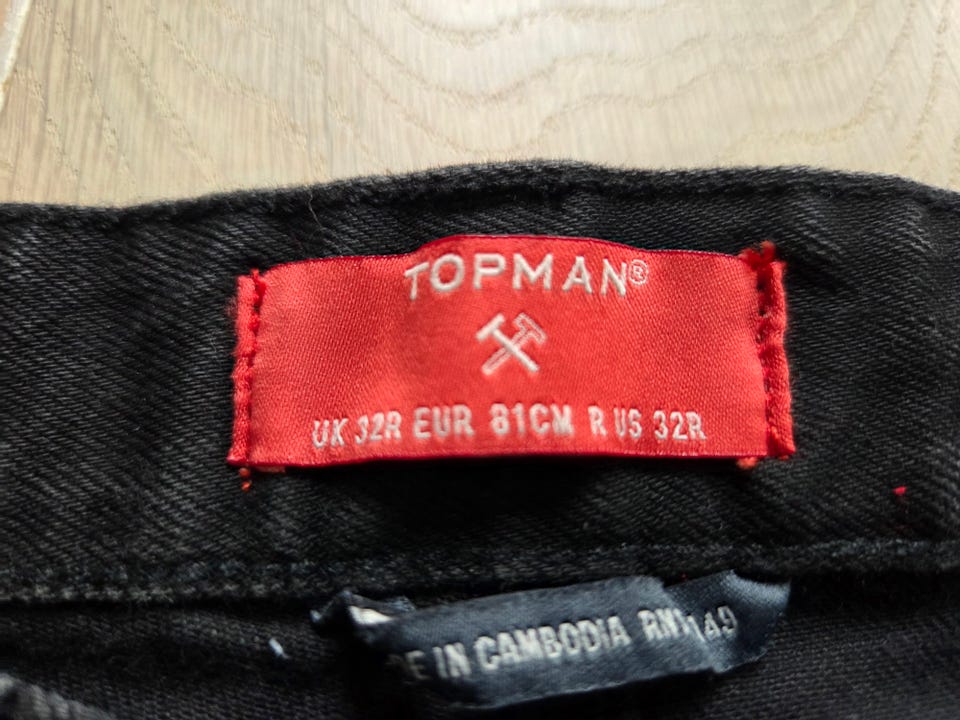 TOPMAN®
UK 32R EUR 81CM R US 32R
IN CAMBODIA